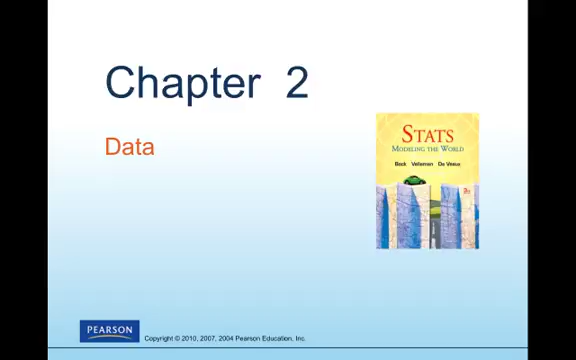 Chapter 2
Data
STATS
MODELING THE WORLD
Bock Velleman De Veaux
PEARSON
Copyright © 2010, 2007, 2004 Pearson Education, Inc.